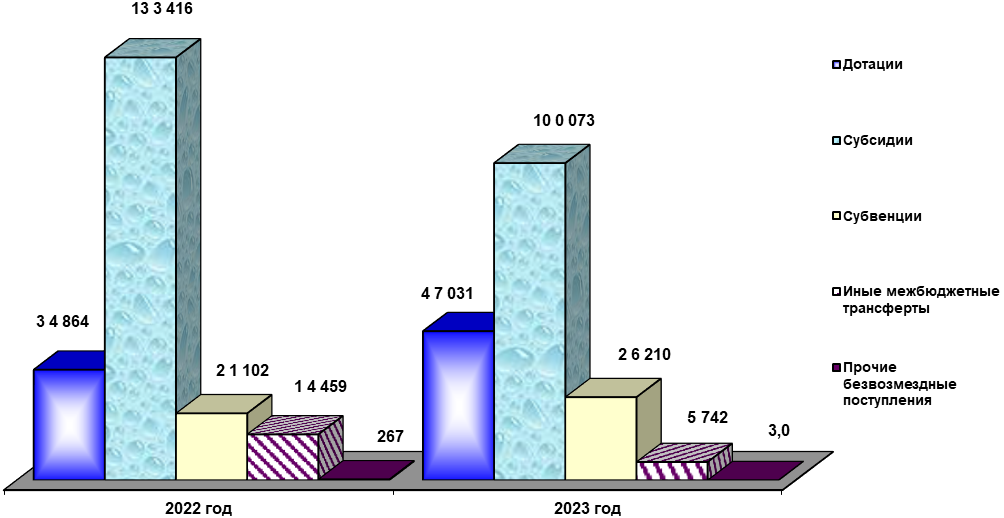 13 3 416
Дотации
10 0 073
Субсидии
Субвенции
4 7 031
Иные межбюджетные
трансферты
3 4 864
2 6 210
2 1 102
Прочие
безвозмездные
поступления
1 4 459
5 742
267
3,0
2022 год
2023 год